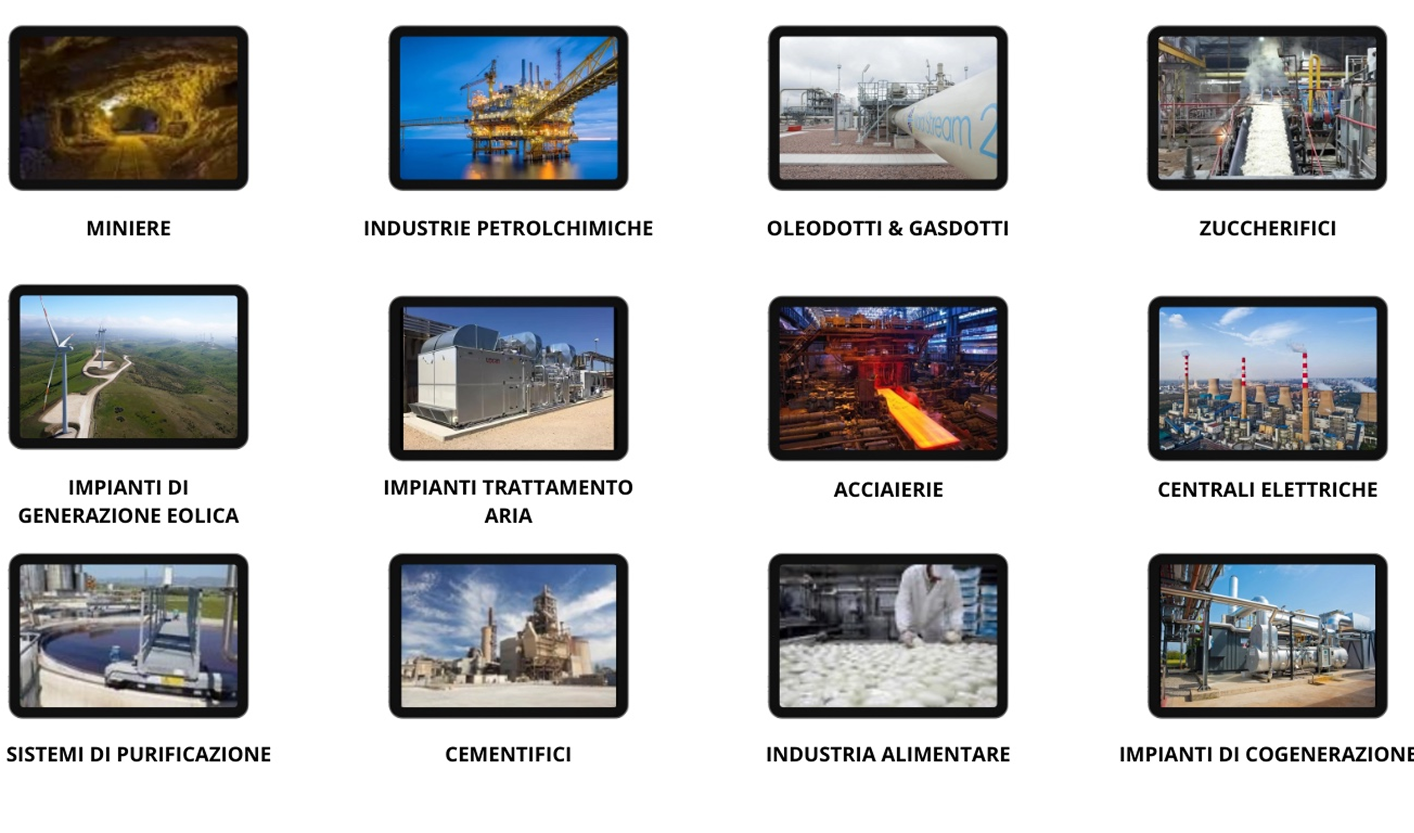 MINIERE
INDUSTRIE PETROLCHIMICHE
OLEODOTTI & GASDOTTI
ZUCCHERIFICI
IMPIANTI DI
GENERAZIONE EOLICA
IMPIANTI TRATTAMENTO
ARIA
ACCIAIERIE
CENTRALI ELETTRICHE
SISTEMI DI PURIFICAZIONE
CEMENTIFICI
INDUSTRIA ALIMENTARE
IMPIANTI DI COGENERAZIONE